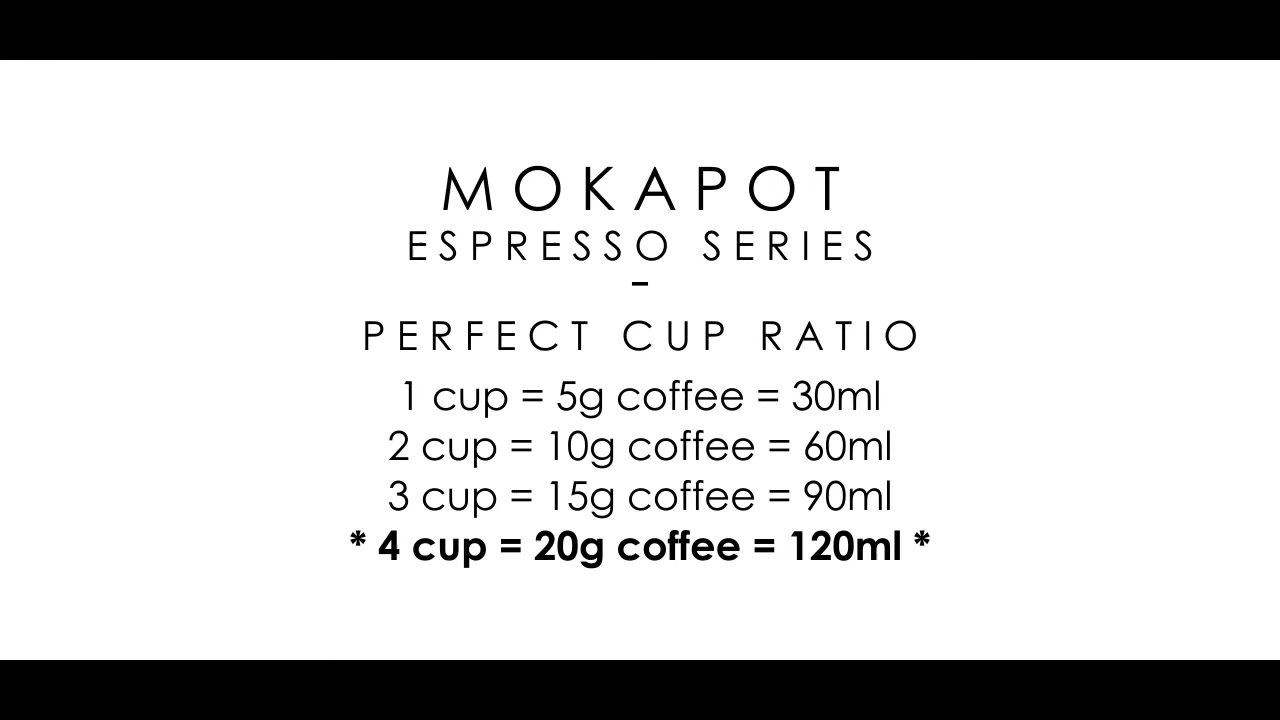 MOKAPOT
ESPRESSO SERIES
-
PERFECT CUP RATIO
1 cup = 5g coffee = 30ml
2 cup = 10g coffee = 60ml
3 cup = 15g coffee = 90ml
* 4 cup = 20g coffee = 120ml *